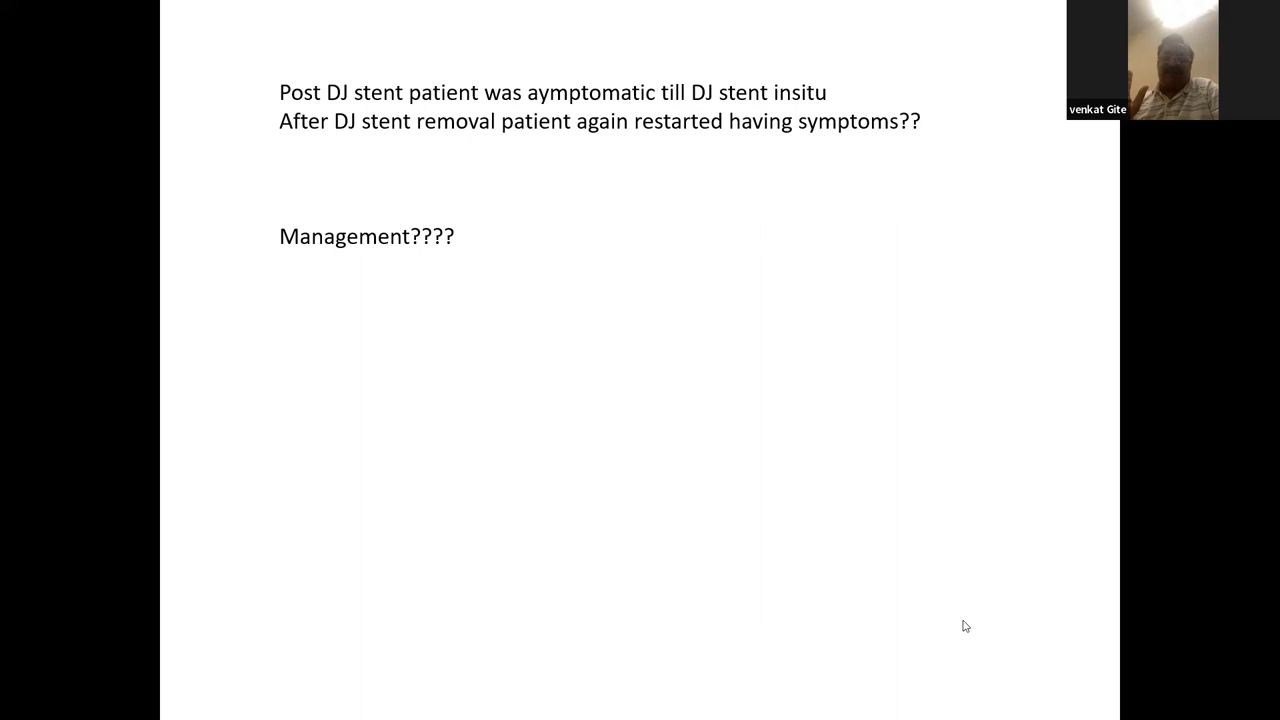 Post DJ stent patient was aymptomatic till DJ stent insitu
After DJ stent removal patient again restarted having symptoms??
Management????
venkat Gite